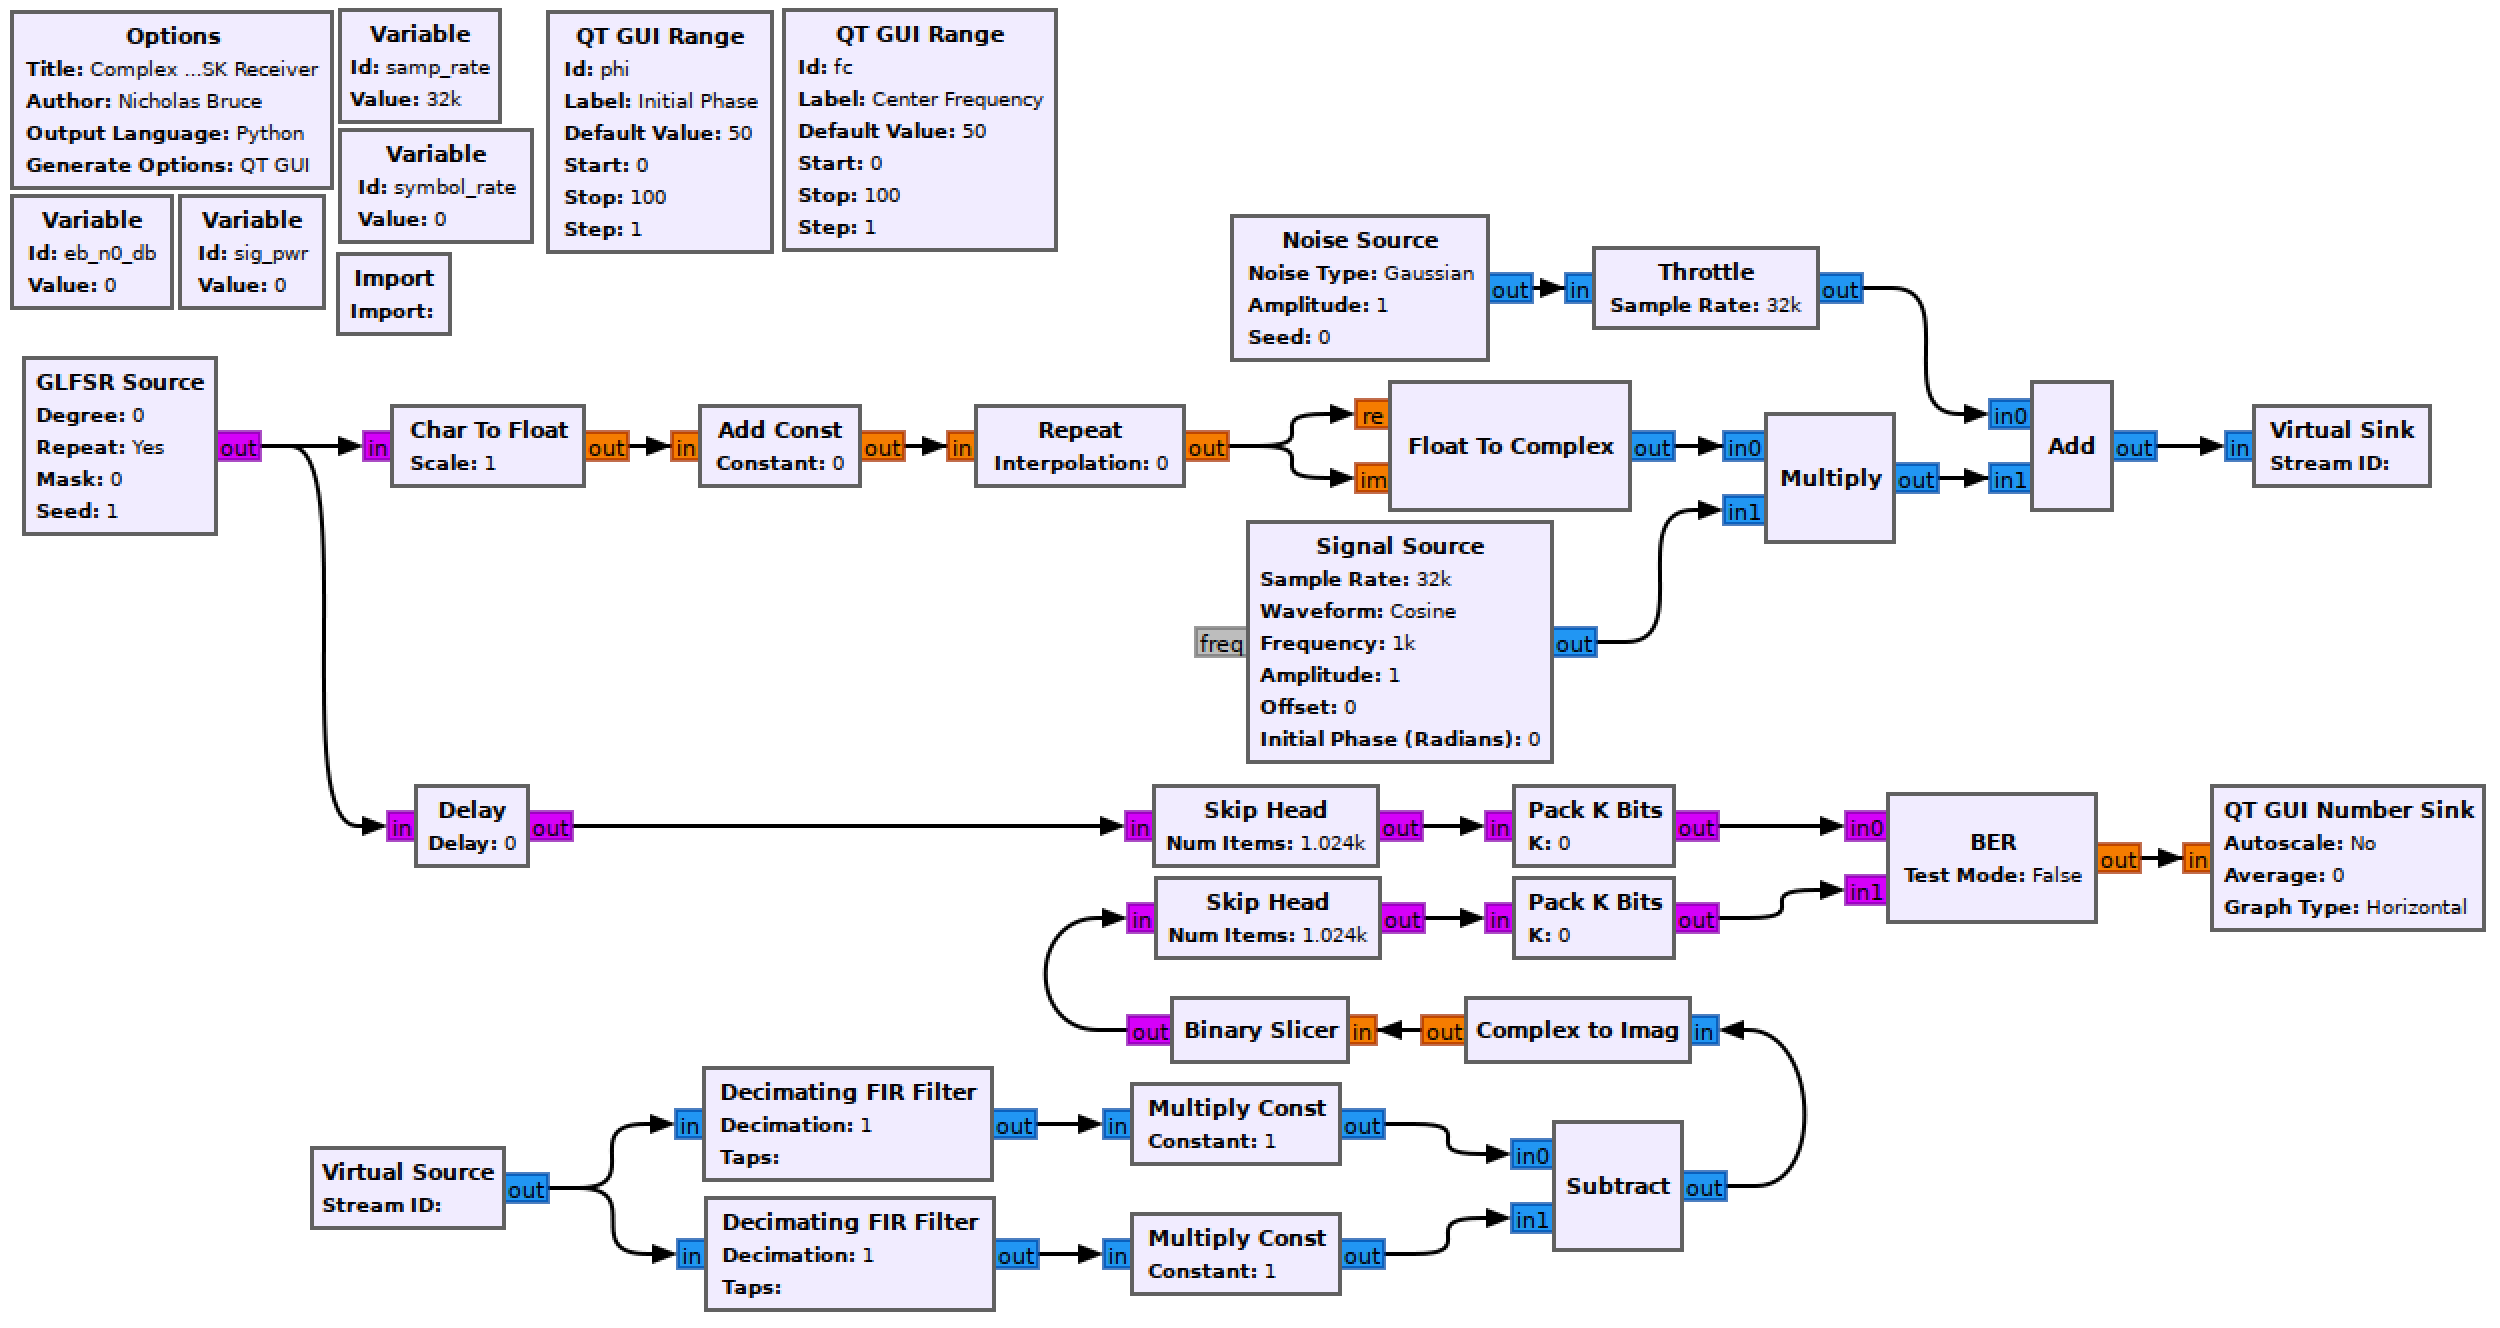 Options
Title: Complex ...SK Receiver
Author: Nicholas Bruce
Output Language: Python
Generate Options: QT GUI
Variable
Id: samp_rate
Value: 32k
Variable
Id: symbol_rate
Value: 0
QT GUI Range
Id: phi
Label: Initial Phase
Default Value: 50
Start: 0
Stop: 100
Step: 1
QT GUI Range
Id: fc
Label: Center Frequency
Default Value: 50
Start: 0
Stop: 100
Step: 1
Variable
Id: eb_n0_db
Value: 0
Variable
Id: sig_pwr
Value: 0
Import
Import:
Noise Source
Noise Type: Gaussian
Amplitude: 1
Seed: 0
out
in
Throttle
Sample Rate: 32k
out
GLFSR Source
Degree: 0
Repeat: Yes
Mask: 0
Seed: 1
out
in
Char To Float
Scale: 1
out
in
Add Const
Constant: 0
out
in
Repeat
Interpolation: 0
out
re
im
Float To Complex
out
in0
in1
Multiply
out
in0
in1
Add
out
in
Virtual Sink
Stream ID:
freq
Signal Source
Sample Rate: 32k
Waveform: Cosine
Frequency: 1k
Amplitude: 1
Offset: 0
Initial Phase (Radians): 0
out
in
Delay
Delay: 0
out
in
Skip Head
Num Items: 1.024k
out
in
Pack K Bits
K: 0
out
in0
in1
BER
Test Mode: False
out
in
QT GUI Number Sink
Autoscale: No
Average: 0
Graph Type: Horizontal
in
Skip Head
Num Items: 1.024k
out
in
Pack K Bits
K: 0
out
out
Binary Slicer
in
out
Complex to Imag
in
Virtual Source
Stream ID:
out
in
Decimating FIR Filter
Decimation: 1
Taps:
out
in
Multiply Const
Constant: 1
out
in
Decimating FIR Filter
Decimation: 1
Taps:
out
in
Multiply Const
Constant: 1
out
in0
in1
Subtract
out